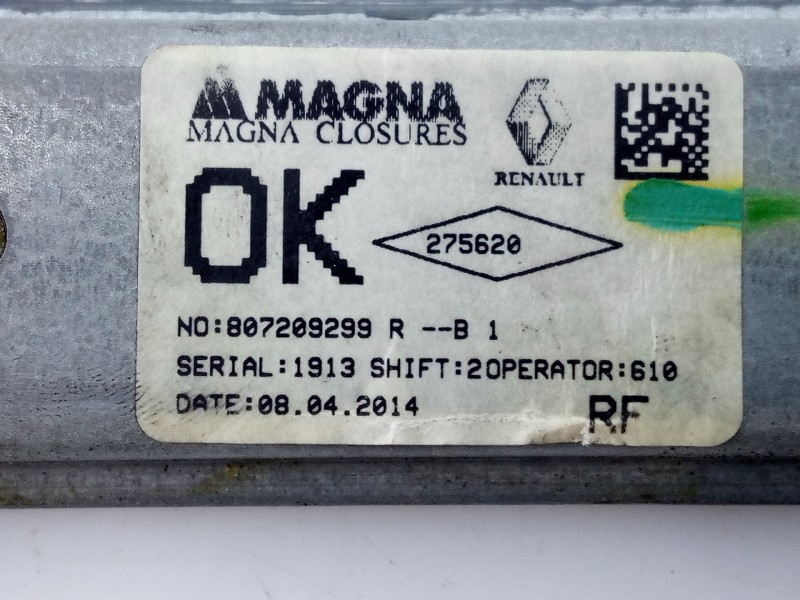 MAGNA
MAGNA CLOSURES
RENAULT
OK
275620
NO:807209299 R --B 1
SERIAL:1913 SHIFT:2OPERATOR:610
DATE:08.04.2014
RF